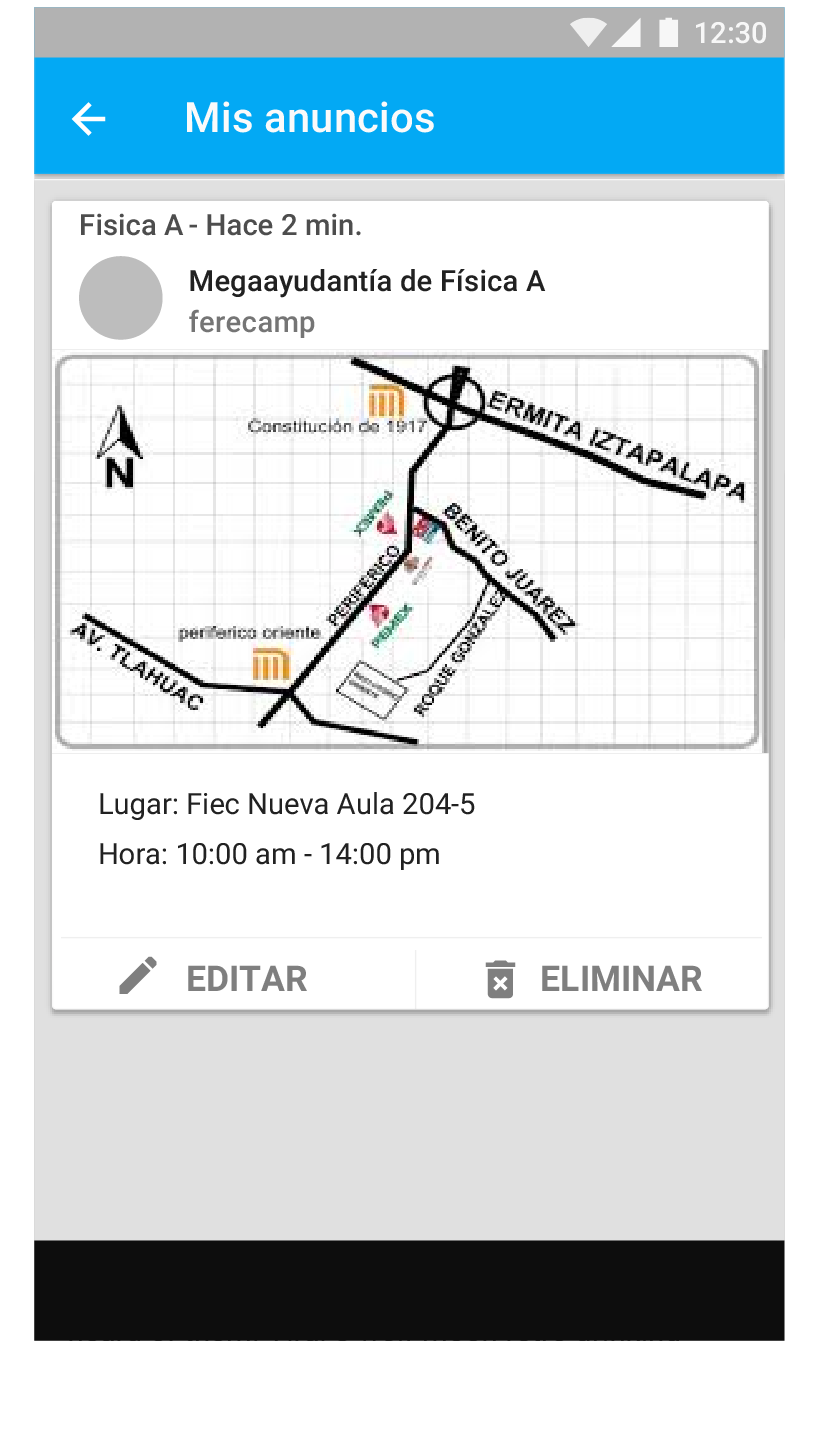 12:30
Mis anuncios
Fisica A - Hace 2 min.
Megaayudantía de Física A
ferecamp
ERMITA IZTAPALAPA
Constitución de 1917
N
PEMEX
BENITO JUAREZ
PERIFERICO
PEMEX
periferico oriente
AV. TLAHUAC
ROQUE GONZALEZ
Lugar: Fiec Nueva Aula 204-5
Hora: 10:00 am - 14:00 pm
EDITAR
ELIMINAR